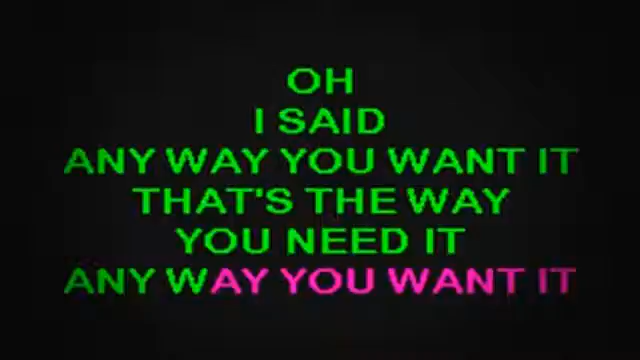 OH
I SAID
ANY WAY YOU WANT IT
THAT'S THE WAY
YOU NEED IT
ANY WAY YOU WANT IT